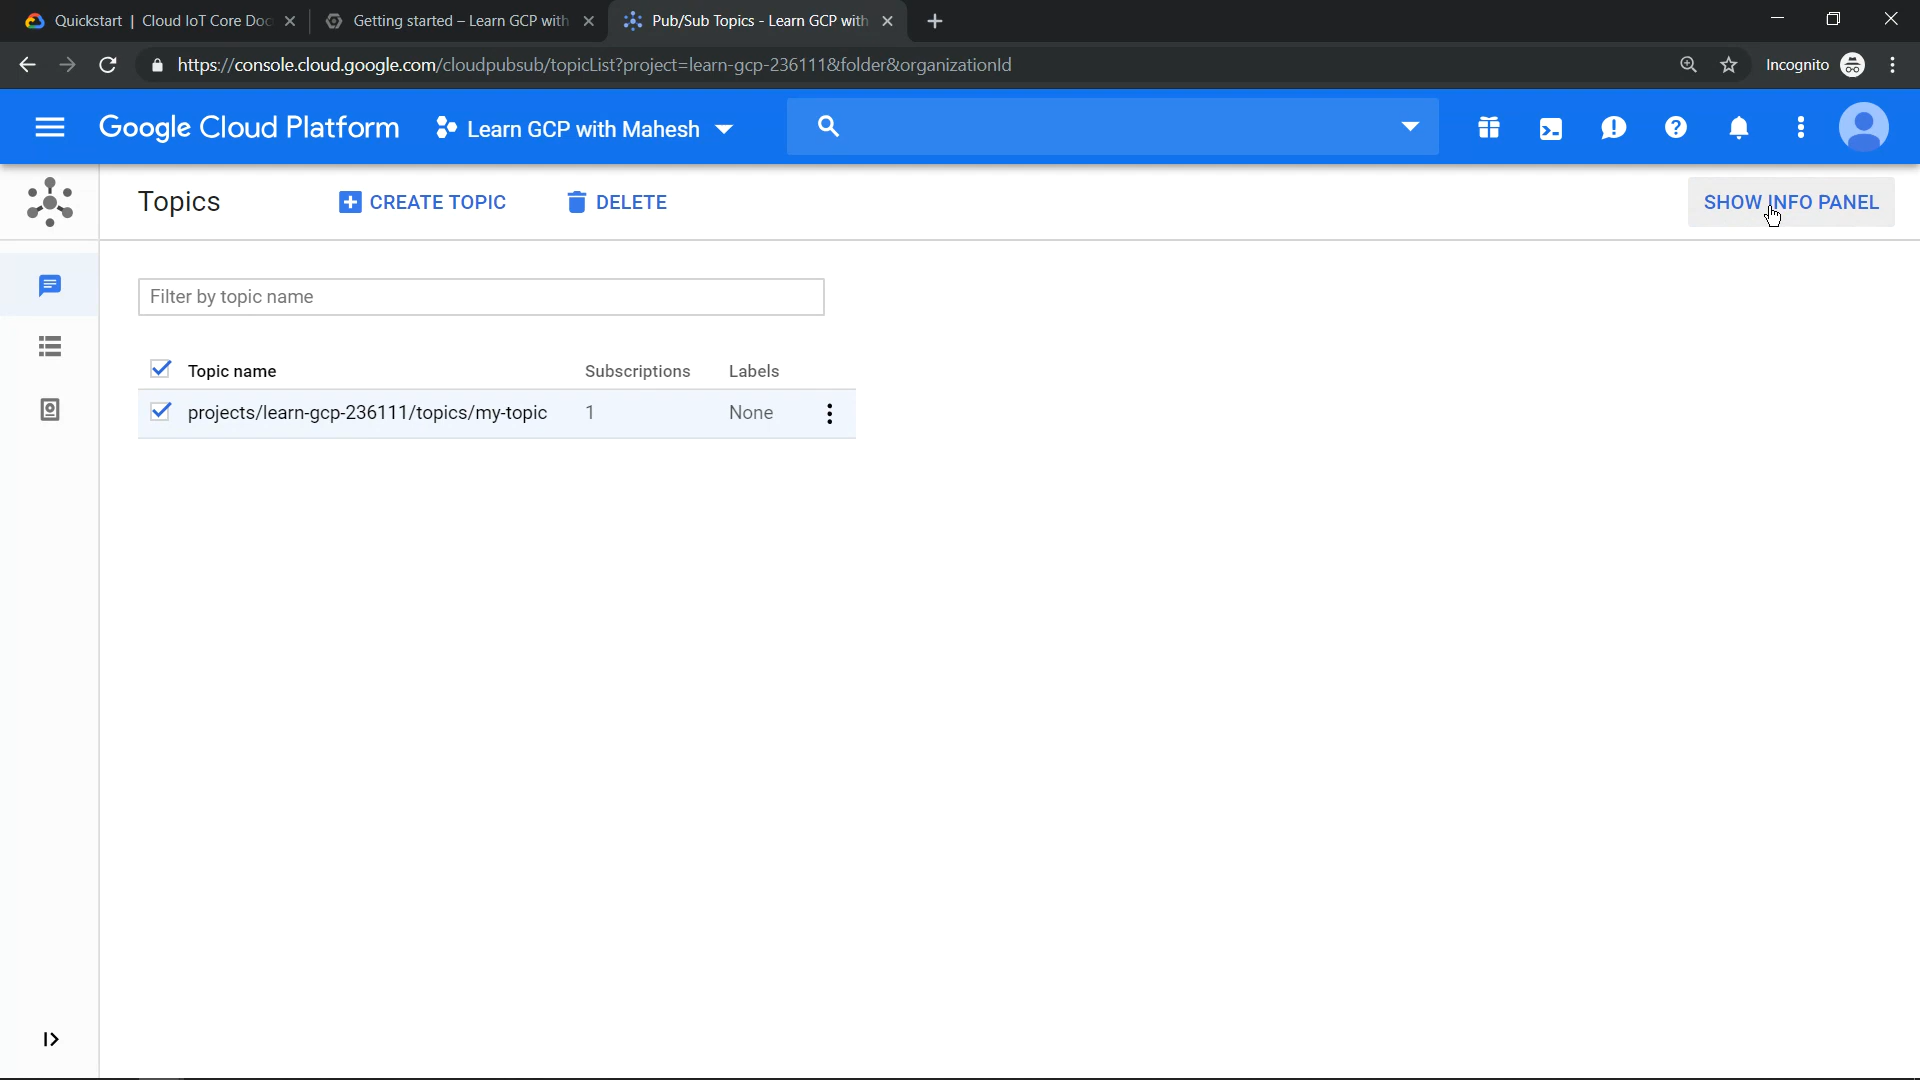 Quickstart | Cloud IoT Core Doc
Getting started – Learn GCP with
Pub/Sub Topics - Learn GCP with
https://console.cloud.google.com/cloudpubsub/topicList?project=learn-gcp-236111&folder&organizationId
Incognito
Google Cloud Platform
Learn GCP with Mahesh
Topics
CREATE TOPIC
DELETE
SHOW INFO PANEL
Filter by topic name
Topic name Subscriptions Labels
projects/learn-gcp-236111/topics/my-topic 1 None